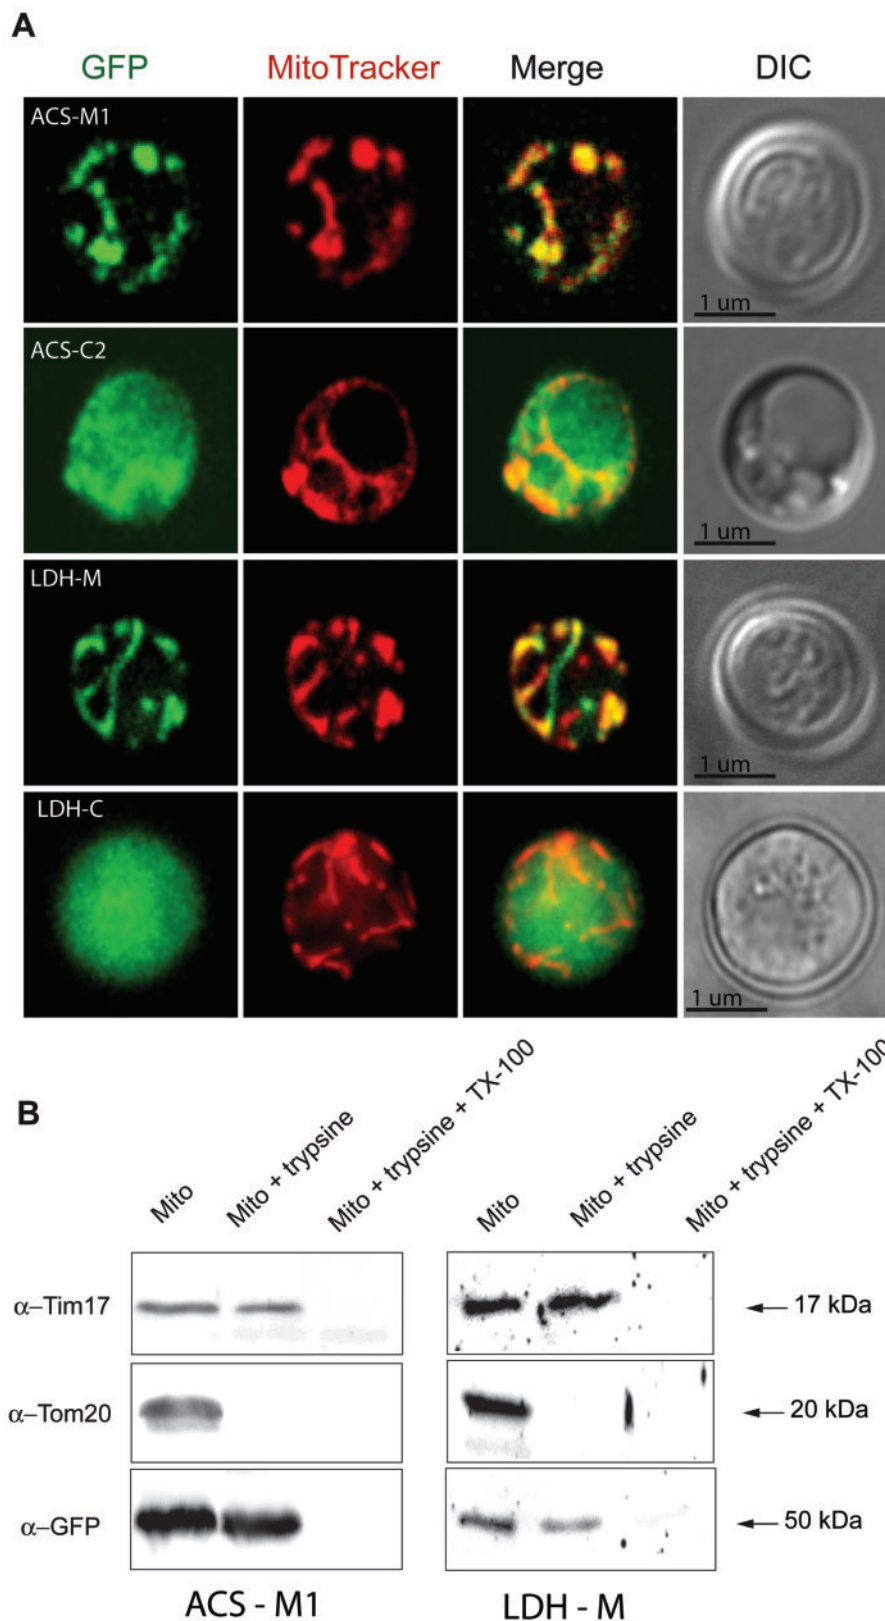 A
GFP MitoTracker Merge DIC
ACS-M1
1 um
ACS-C2
1 um
LDH-M
1 um
LDH-C
1 um
B
Mito Mito + trypsine Mito + trypsine + TX-100 Mito Mito + trypsine Mito + trypsine + TX-100
α–Tim17 17 kDa
α–Tom20 20 kDa
α–GFP 50 kDa
ACS - M1 LDH - M